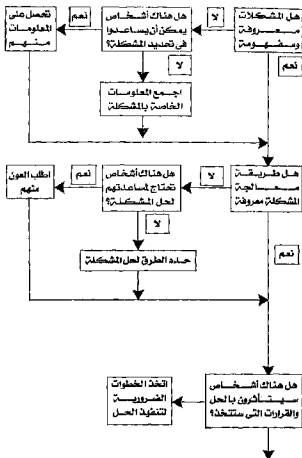 هل المشكلات
معروفة
ومفهومة
لا
هل هناك أشخاص
يمكن أن يساعدوا
في تحديد المشكلة؟
نعم
تحصل على
المعلومات
منهم
نعم
لا
اجمع المعلومات
الخاصة بالمشكلة
هل طريقة
معالجة
المشكلة معروفة
لا
هل هناك أشخاص
تحتاج لمساعدتهم
لحل المشكلة؟
نعم
اطلب العون
منهم
لا
نعم
حدد الطرق لحل المشكلة
هل هناك أشخاص
سيتأثرون بالحل
والقرارات التي ستتخذ؟
اتخذ الخطوات
الضرورية
لتنفيذ الحل